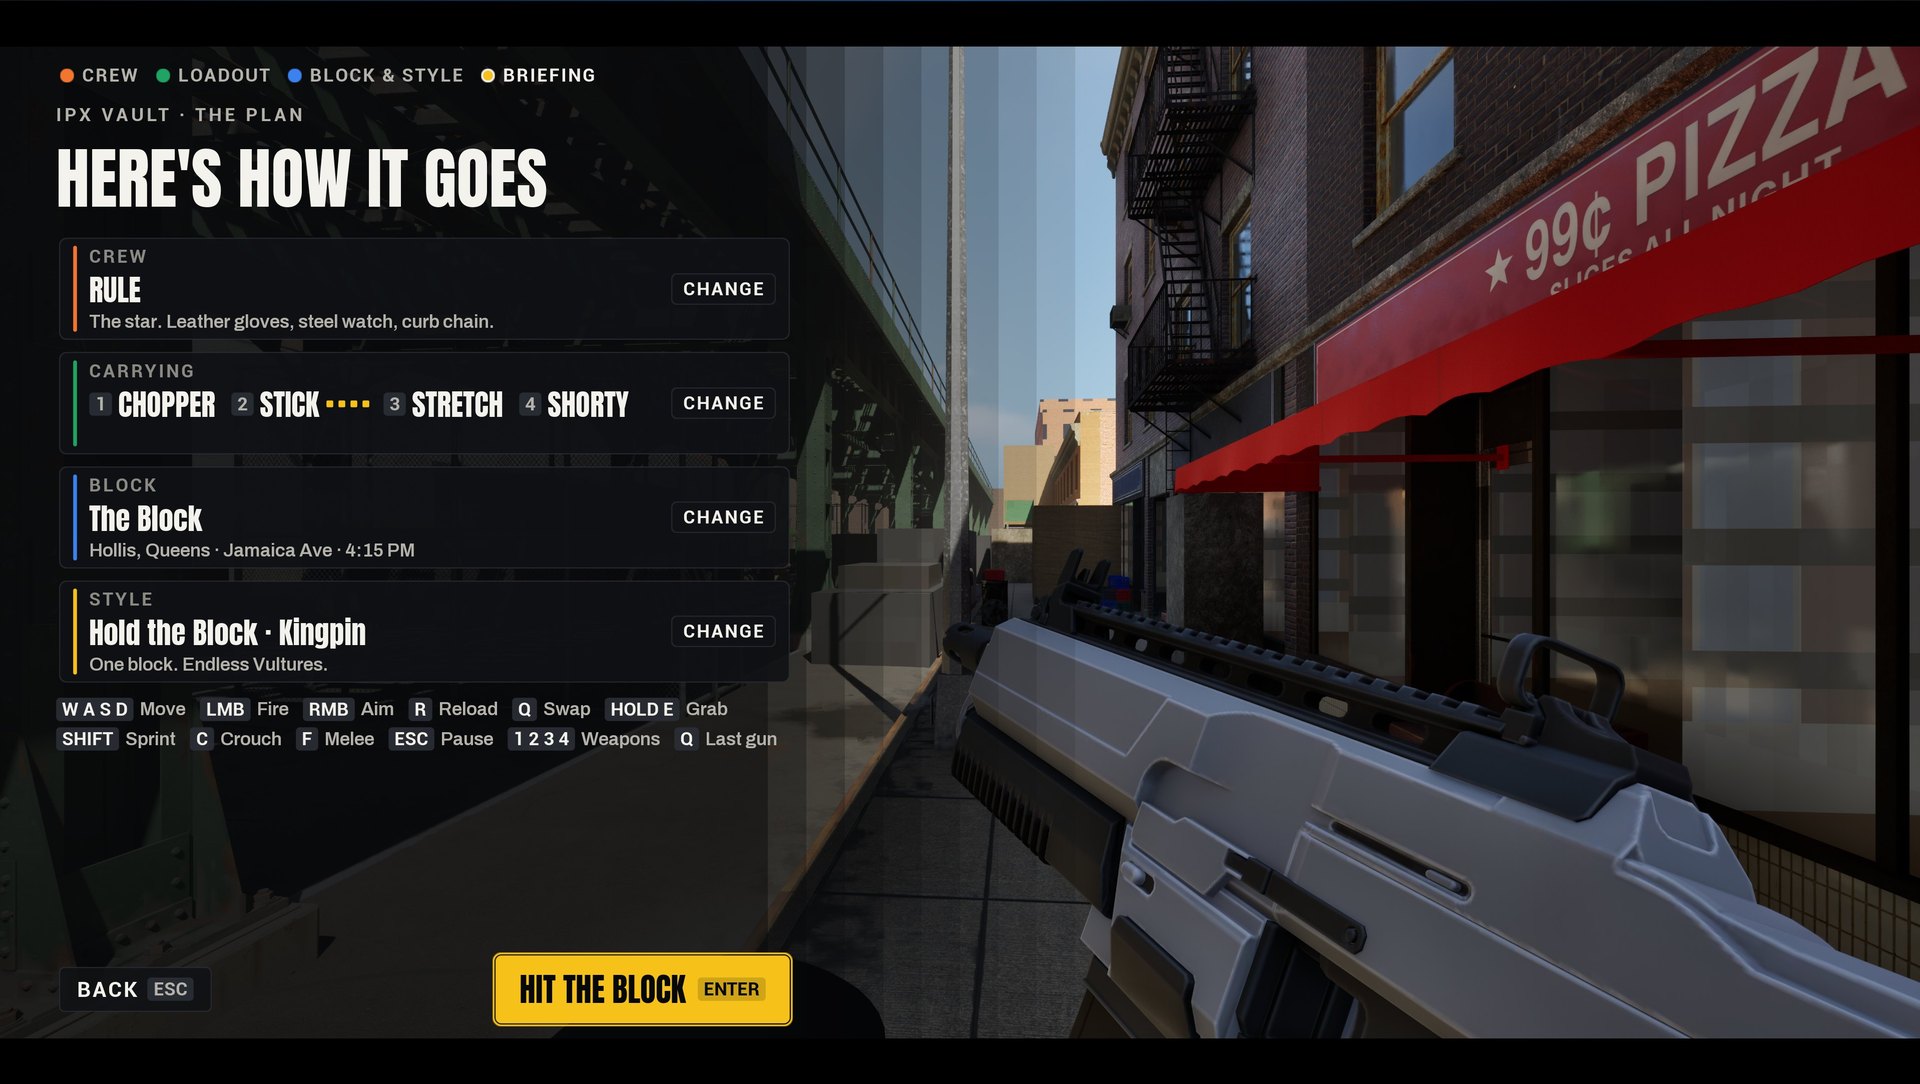 CREW LOADOUT BLOCK & STYLE BRIEFING
IPX VAULT · THE PLAN
HERE'S HOW IT GOES
CREW
RULE
The star. Leather gloves, steel watch, curb chain.
CHANGE
CARRYING
1 CHOPPER 2 STICK 3 STRETCH 4 SHORTY
CHANGE
BLOCK
The Block
Hollis, Queens · Jamaica Ave · 4:15 PM
CHANGE
STYLE
Hold the Block · Kingpin
One block. Endless Vultures.
CHANGE
W A S D Move LMB Fire RMB Aim R Reload Q Swap HOLD E Grab
SHIFT Sprint C Crouch F Melee ESC Pause 1 2 3 4 Weapons Q Last gun
BACK ESC
HIT THE BLOCK ENTER
★ 99¢ PIZZA
SLICES ALL NIGHT